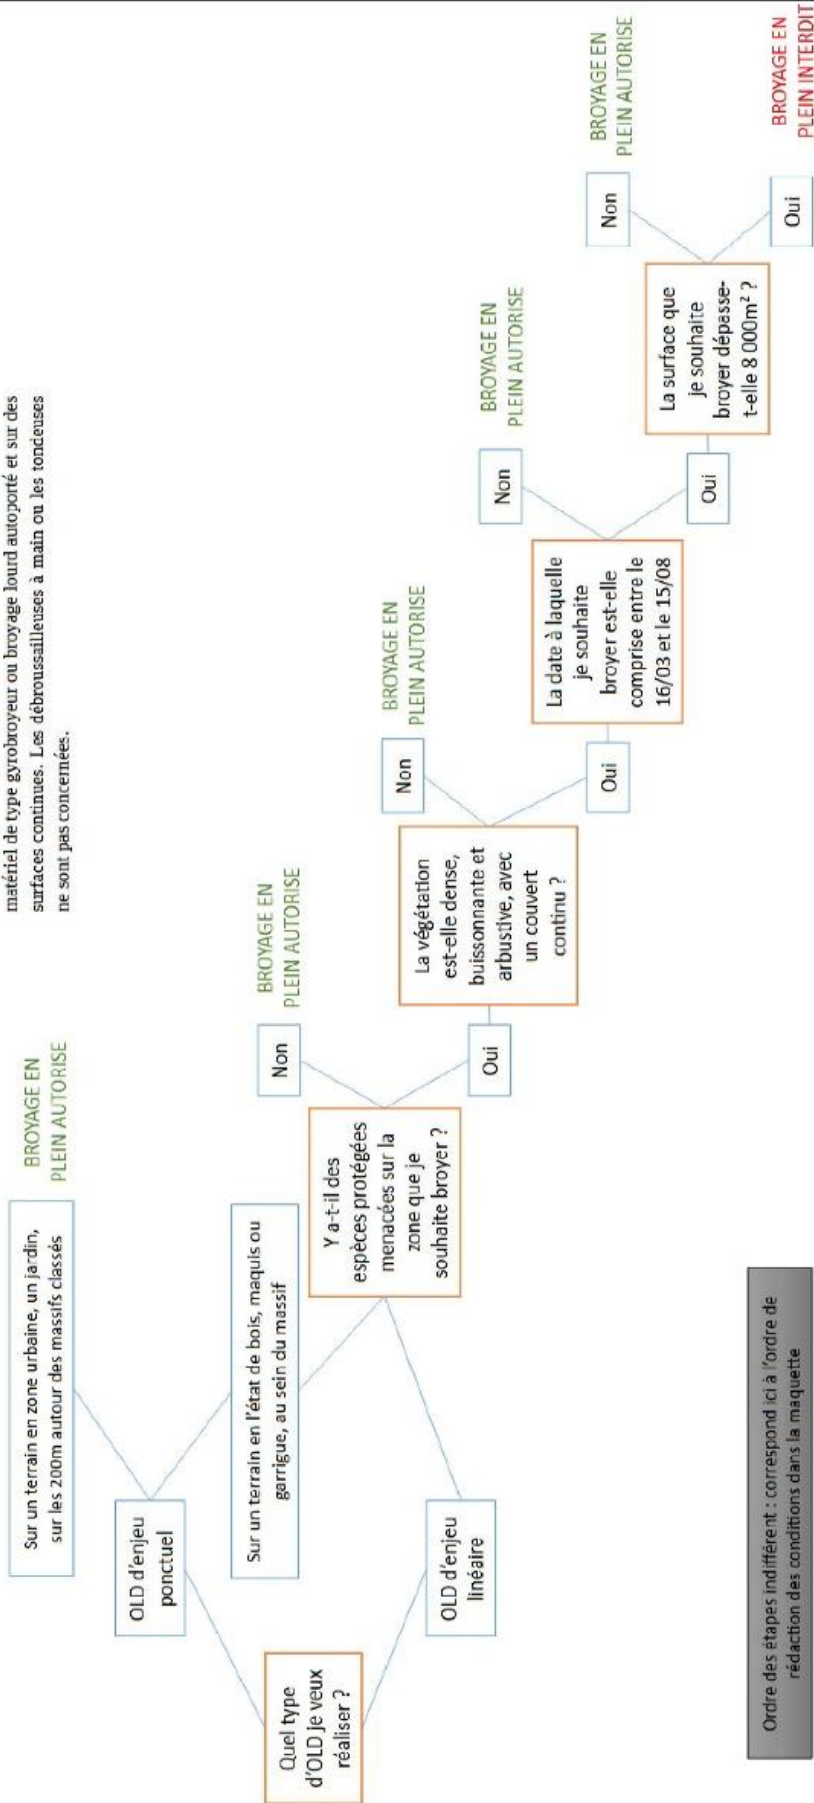 matériel de type gyrobroyeur ou broyage lourd autoporté et sur des
surfaces continues. Les débroussailleuses à main ou les tondeuses
ne sont pas concernées.
Quel type
d'OLD je veux
réaliser ?
OLD d'enjeu
ponctuel
OLD d'enjeu
linéaire
Sur un terrain en zone urbaine, un jardin,
sur les 200m autour des massifs classés
BROYAGE EN
PLEIN AUTORISE
Sur un terrain en l'état de bois, maquis ou
garrigue, au sein du massif
Y a-t-il des
espèces protégées
menacées sur la
zone que je
souhaite broyer ?
Non
BROYAGE EN
PLEIN AUTORISE
Oui
La végétation
est-elle dense,
buissonnante et
arbustive, avec
un couvert
continu ?
Non
BROYAGE EN
PLEIN AUTORISE
Oui
La date à laquelle
je souhaite
broyer est-elle
comprise entre le
16/03 et le 15/08
Non
BROYAGE EN
PLEIN AUTORISE
Oui
La surface que
je souhaite
broyer dépasse-
t-elle 8 000m² ?
Non
BROYAGE EN
PLEIN AUTORISE
Oui
BROYAGE EN
PLEIN INTERDIT
Ordre des étapes indifférent : correspond ici à l'ordre de
rédaction des conditions dans la maquette